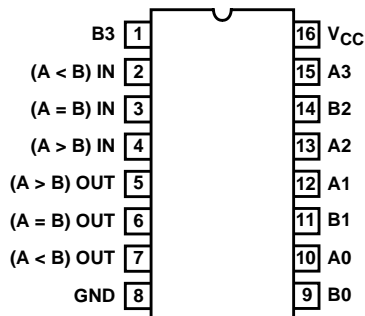 B3 1 16 VCC
(A < B) IN 2 15 A3
(A = B) IN 3 14 B2
(A > B) IN 4 13 A2
(A > B) OUT 5 12 A1
(A = B) OUT 6 11 B1
(A < B) OUT 7 10 A0
GND 8 9 B0